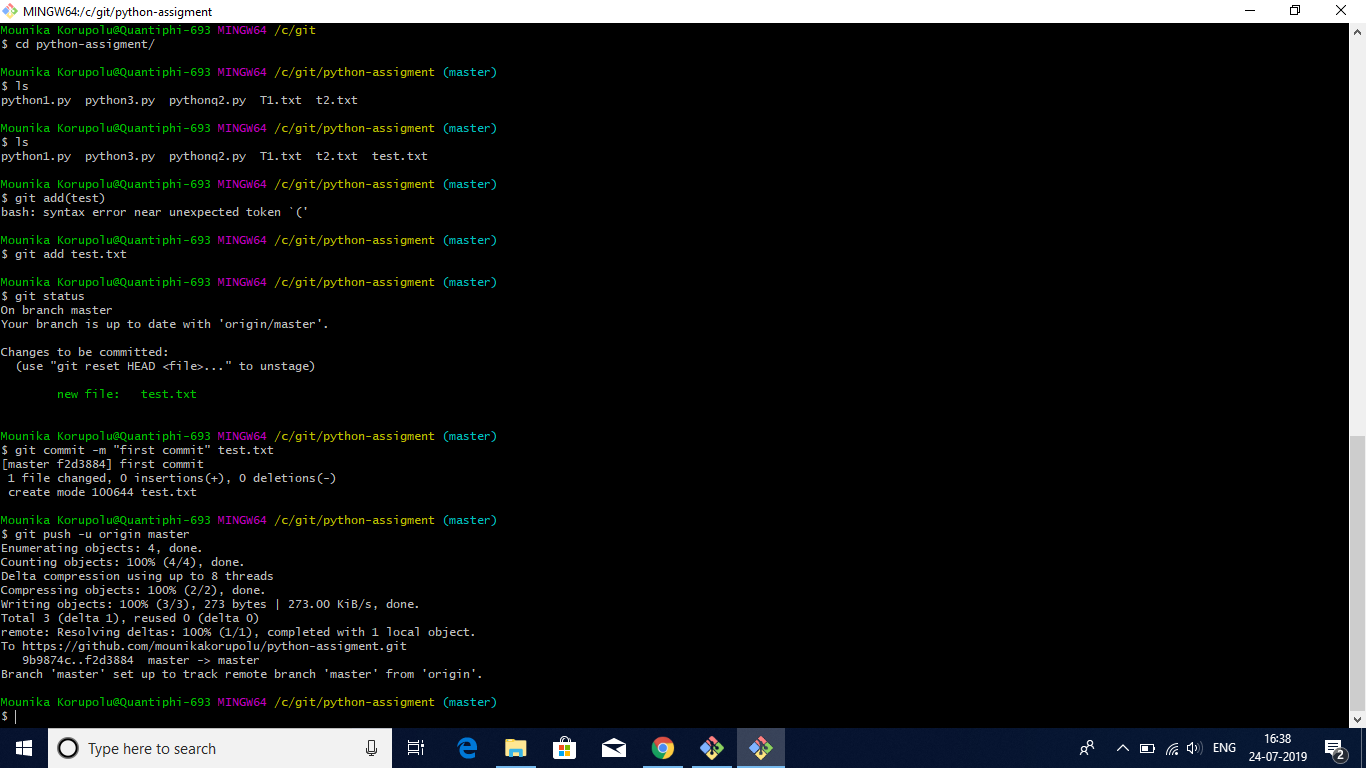 MINGW64:/c/git/python-assigment
Mounika Korupolu@Quantiphi-693 MINGW64 /c/git
$ cd python-assigment/
Mounika Korupolu@Quantiphi-693 MINGW64 /c/git/python-assigment (master)
$ ls
python1.py  python3.py  pythonq2.py  T1.txt  t2.txt
Mounika Korupolu@Quantiphi-693 MINGW64 /c/git/python-assigment (master)
$ ls
python1.py  python3.py  pythonq2.py  T1.txt  t2.txt  test.txt
Mounika Korupolu@Quantiphi-693 MINGW64 /c/git/python-assigment (master)
$ git add(test)
bash: syntax error near unexpected token `('
Mounika Korupolu@Quantiphi-693 MINGW64 /c/git/python-assigment (master)
$ git add test.txt
Mounika Korupolu@Quantiphi-693 MINGW64 /c/git/python-assigment (master)
$ git status
On branch master
Your branch is up to date with 'origin/master'.
Changes to be committed:
  (use "git reset HEAD <file>..." to unstage)
        new file:   test.txt
Mounika Korupolu@Quantiphi-693 MINGW64 /c/git/python-assigment (master)
$ git commit -m "first commit" test.txt
[master f2d3884] first commit
 1 file changed, 0 insertions(+), 0 deletions(-)
 create mode 100644 test.txt
Mounika Korupolu@Quantiphi-693 MINGW64 /c/git/python-assigment (master)
$ git push -u origin master
Enumerating objects: 4, done.
Counting objects: 100% (4/4), done.
Delta compression using up to 8 threads
Compressing objects: 100% (2/2), done.
Writing objects: 100% (3/3), 273 bytes | 273.00 KiB/s, done.
Total 3 (delta 1), reused 0 (delta 0)
remote: Resolving deltas: 100% (1/1), completed with 1 local object.
To https://github.com/mounikakorupolu/python-assigment.git
   9b9874c..f2d3884  master -> master
Branch 'master' set up to track remote branch 'master' from 'origin'.
Mounika Korupolu@Quantiphi-693 MINGW64 /c/git/python-assigment (master)
$
Type here to search
ENG
16:38
24-07-2019
2